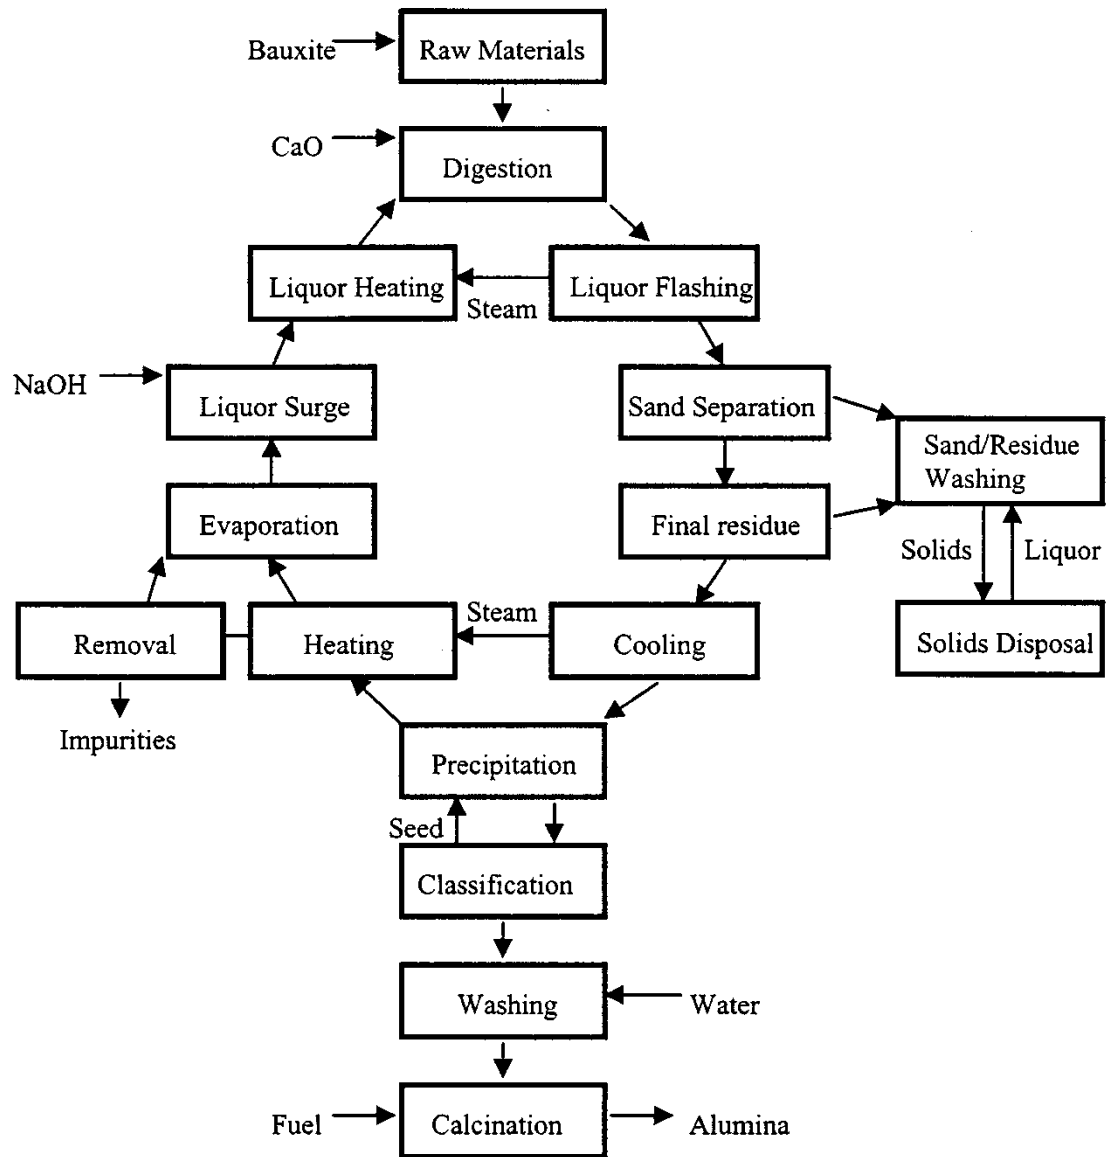 Bauxite
Raw Materials
CaO
Digestion
Liquor Heating
Steam
Liquor Flashing
NaOH
Liquor Surge
Sand Separation
Sand/Residue
Washing
Evaporation
Final residue
Solids
Liquor
Removal
Heating
Steam
Cooling
Solids Disposal
Impurities
Precipitation
Seed
Classification
Washing
Water
Fuel
Calcination
Alumina